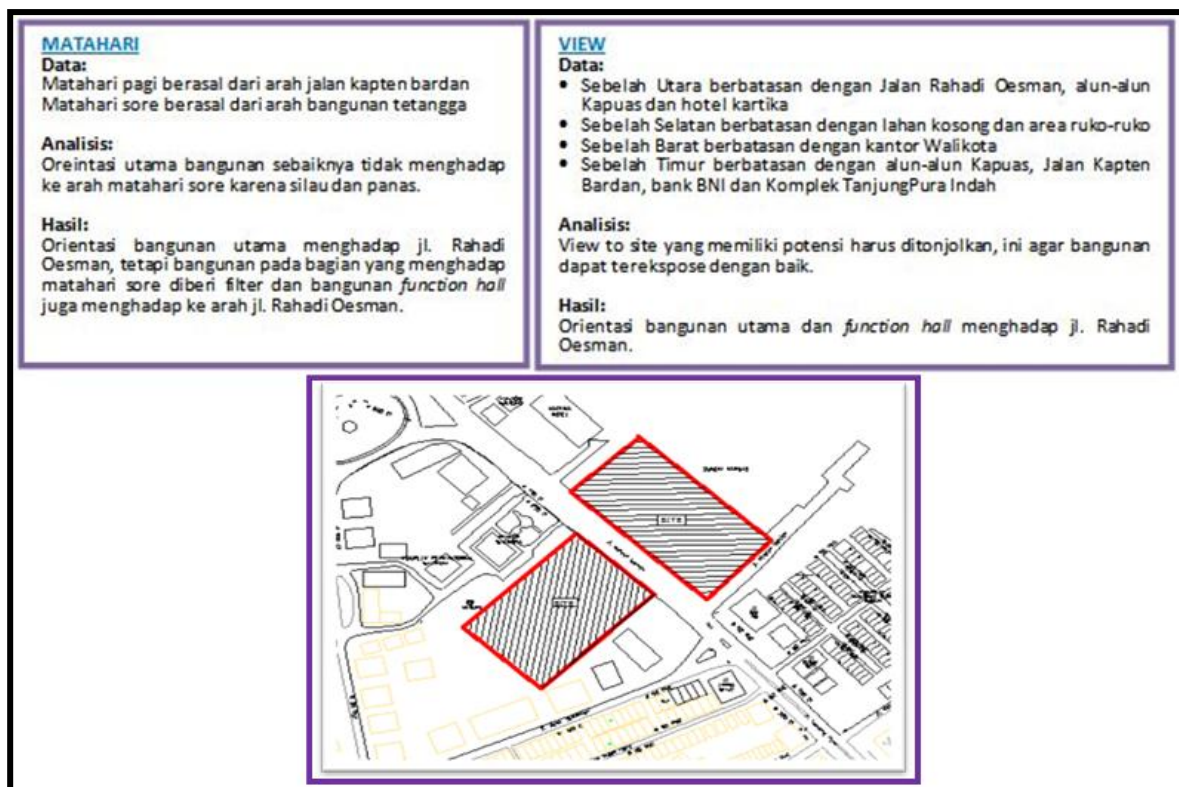 MATAHARI
Data:
Matahari pagi berasal dari arah jalan kapten bardan
Matahari sore berasal dari arah bangunan tetangga
Analisis:
Oreintasi utama bangunan sebaiknya tidak menghadap
ke arah matahari sore karena silau dan panas.
Hasil:
Orientasi bangunan utama menghadap jl. Rahadi
Oesman, tetapi bangunan pada bagian yang menghadap
matahari sore diberi filter dan bangunan function hall
juga menghadap ke arah jl. Rahadi Oesman.
VIEW
Data:
• Sebelah Utara berbatasan dengan Jalan Rahadi Oesman, alun-alun
Kapuas dan hotel kartika
• Sebelah Selatan berbatasan dengan lahan kosong dan area ruko-ruko
• Sebelah Barat berbatasan dengan kantor Walikota
• Sebelah Timur berbatasan dengan alun-alun Kapuas, Jalan Kapten
Bardan, bank BNI dan Komplek TanjungPura Indah
Analisis:
View to site yang memiliki potensi harus ditonjolkan, ini agar bangunan
dapat terekspose dengan baik.
Hasil:
Orientasi bangunan utama dan function hall menghadap jl. Rahadi
Oesman.
SITE
SITE